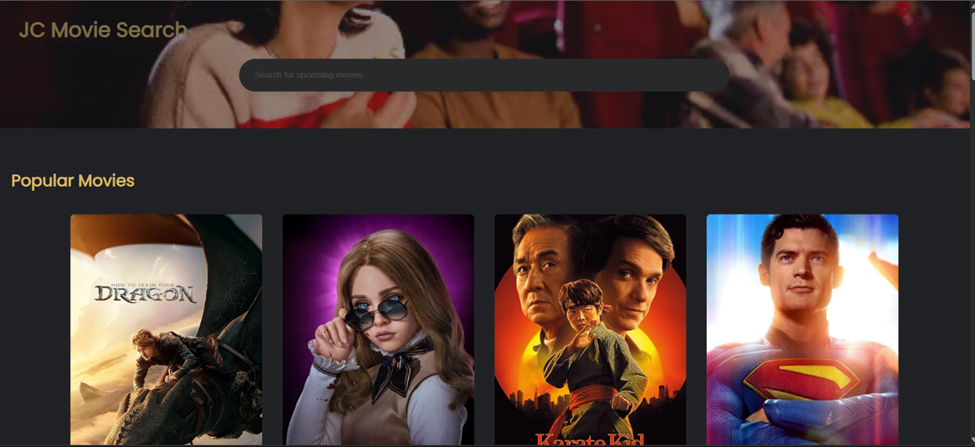 JC Movie Search
Search for upcoming movies
Popular Movies
HOW TO TRAIN YOUR
DRAGON
Karate Kid